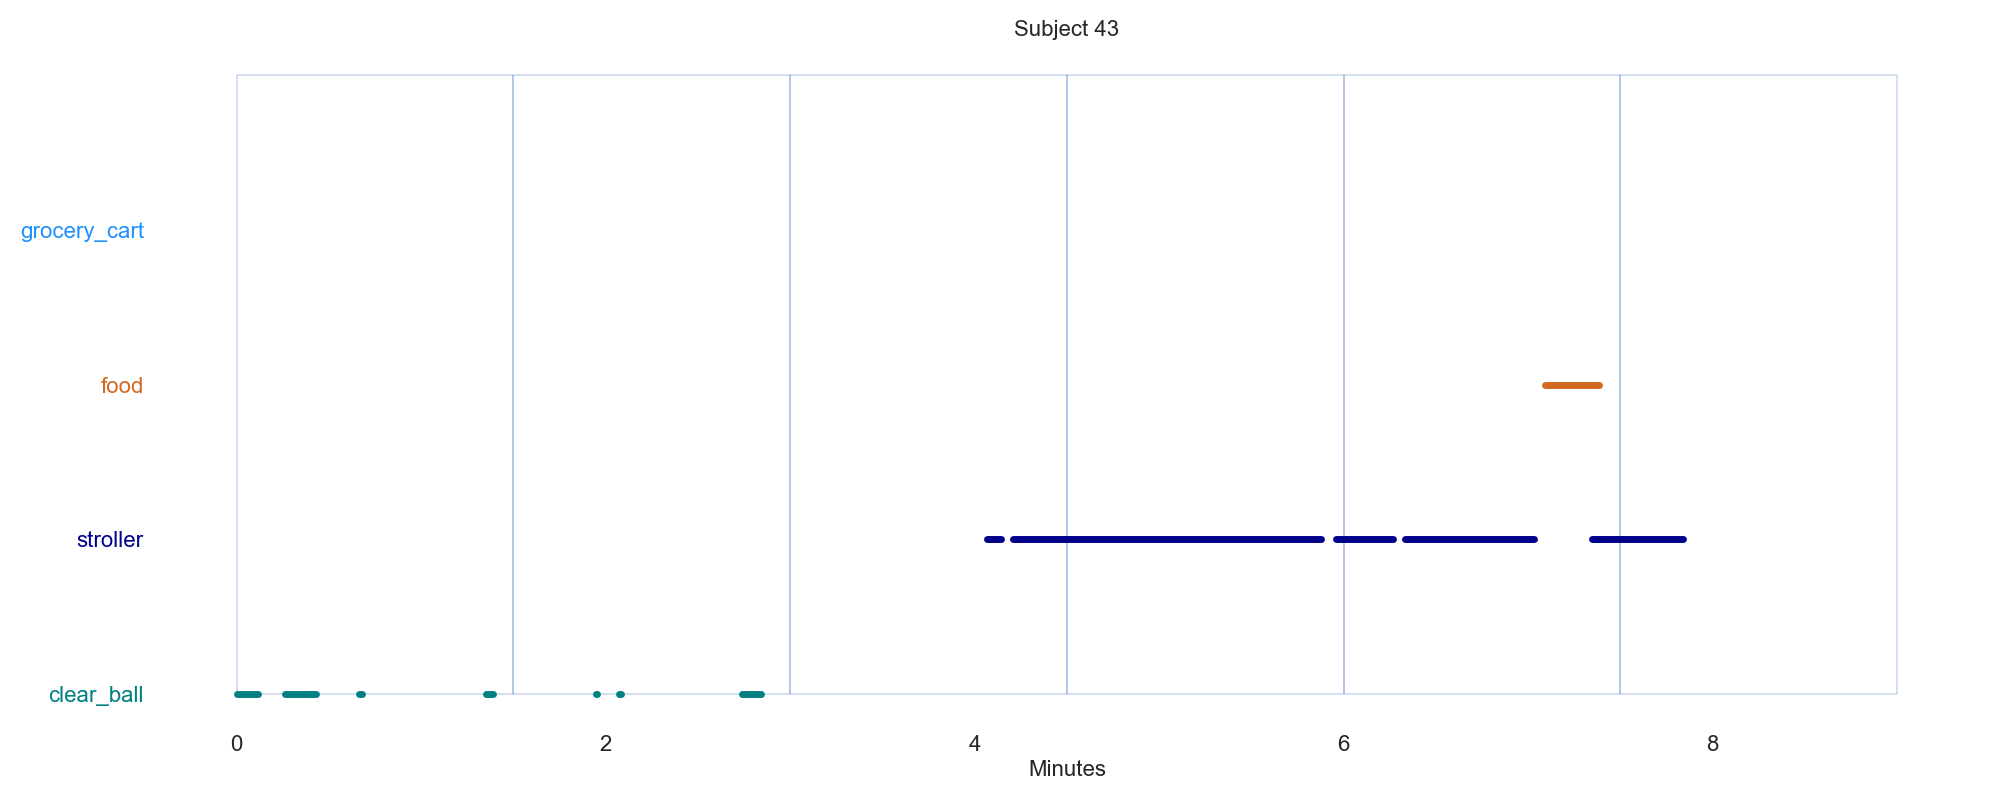 Subject 43
grocery_cart
food
stroller
clear_ball
0 2 4 6 8
Minutes